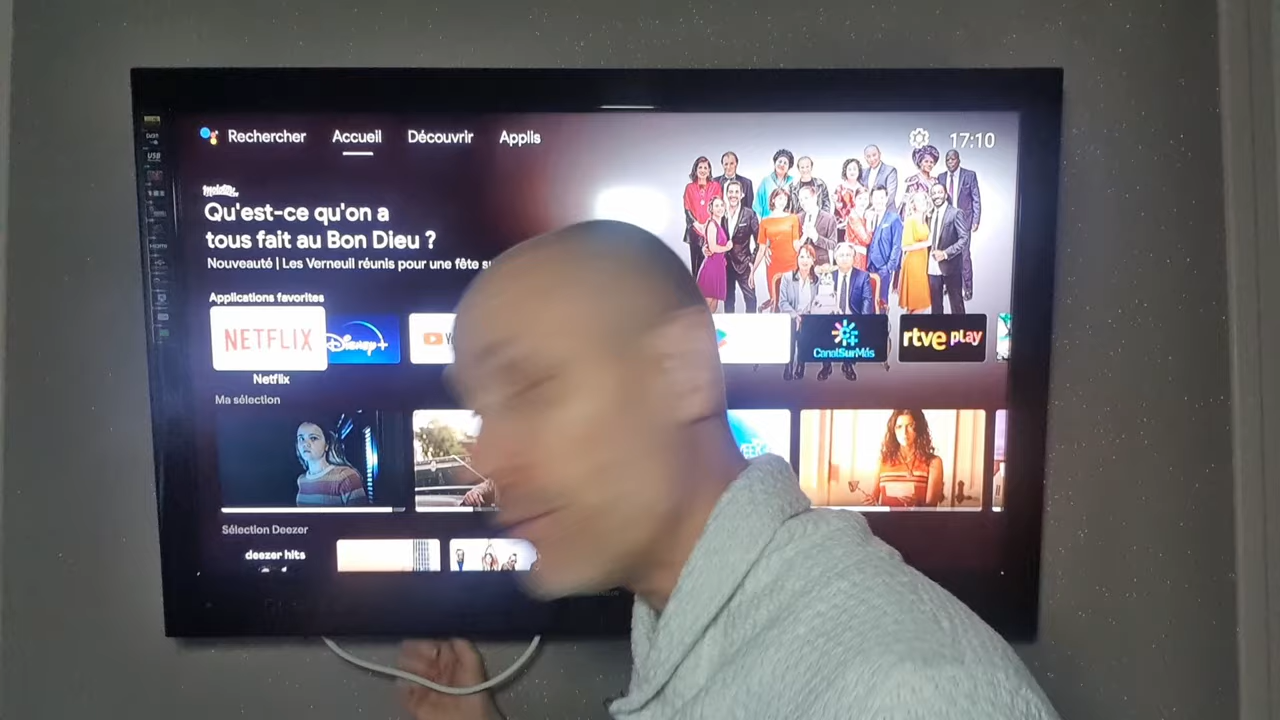 Rechercher Accueil Découvrir Applis
17:10
Qu'est-ce qu'on a
tous fait au Bon Dieu ?
Nouveauté | Les Verneuil réunis pour une fête
Applications favorites
NETFLIX
Disney+
CanalSurMás
rtve play
Netflix
Ma sélection
Sélection Deezer
deezer hits